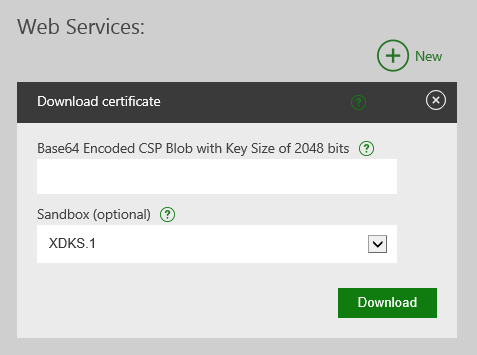 Web Services:
New
Download certificate
Base64 Encoded CSP Blob with Key Size of 2048 bits
Sandbox (optional)
XDKS.1
Download